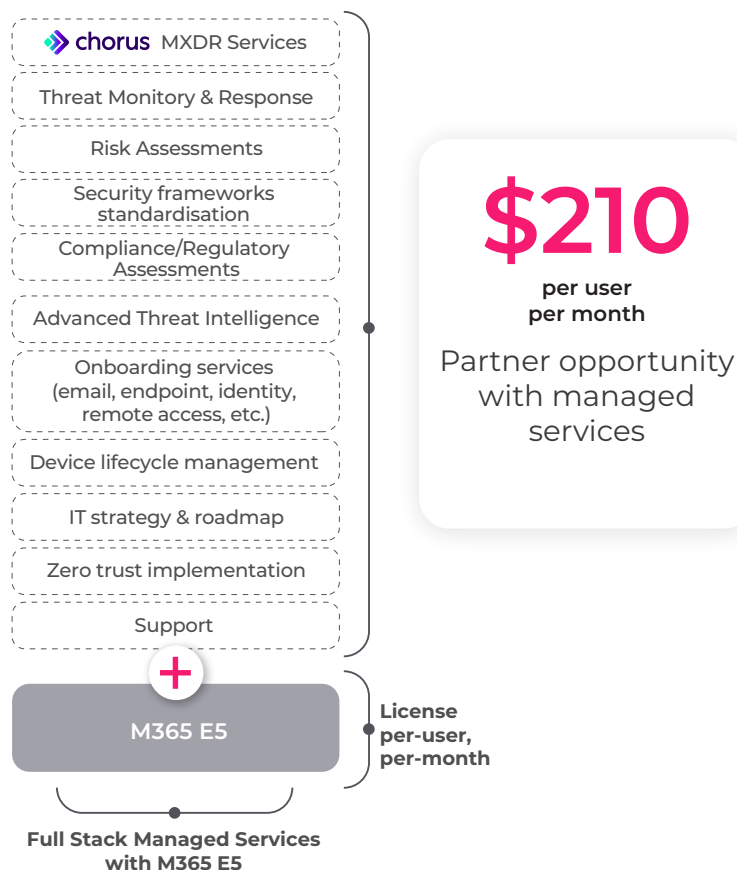 chorus MXDR Services
Threat Monitory & Response
Risk Assessments
Security frameworks
standardisation
Compliance/Regulatory
Assessments
Advanced Threat Intelligence
Onboarding services
(email, endpoint, identity,
remote access, etc.)
Device lifecycle management
IT strategy & roadmap
Zero trust implementation
Support
+
M365 E5
License
per-user,
per-month
Full Stack Managed Services
with M365 E5
$210
per user
per month
Partner opportunity
with managed
services